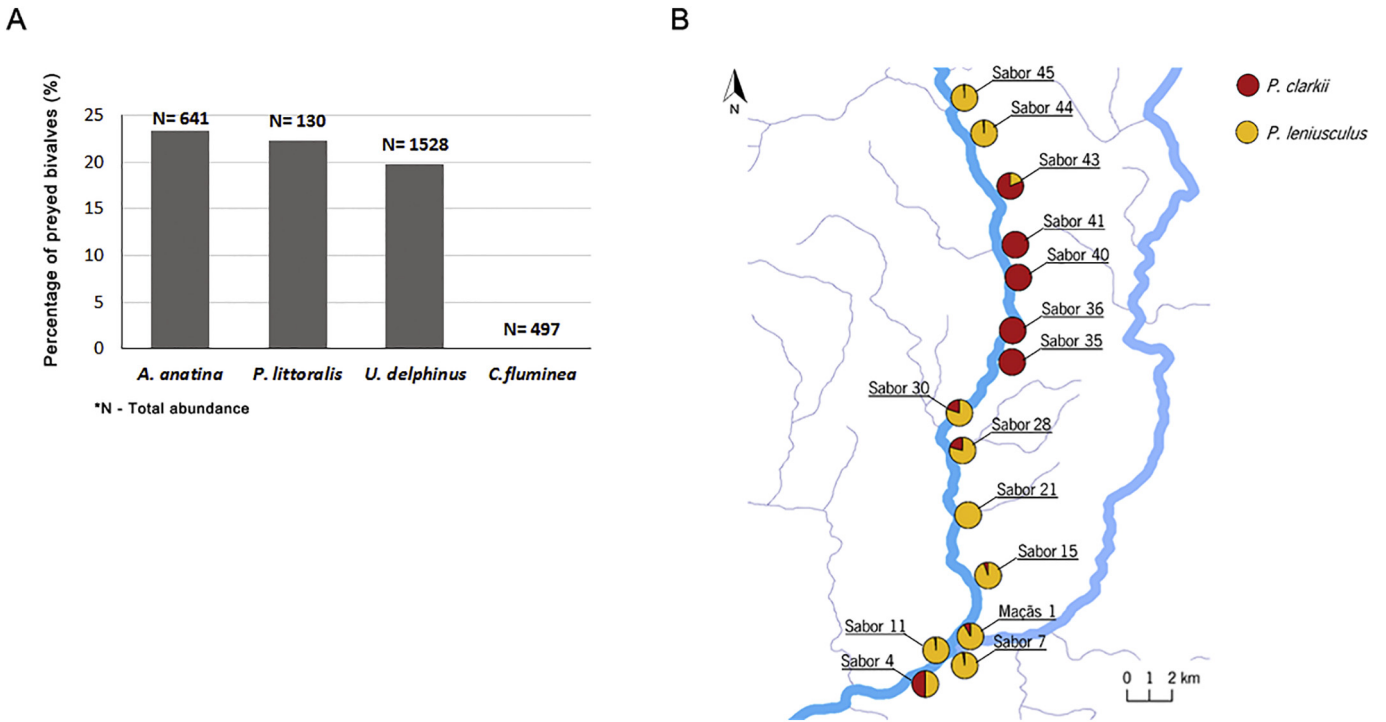 A
Percentage of preyed bivalves (%)
25
20
15
10
5
0
N= 641
N= 130
N= 1528
N= 497
A. anatina
P. littoralis
U. delphinus
C.fluminea
*N - Total abundance
B
N
P. clarkii
P. leniusculus
Sabor 45
Sabor 44
Sabor 43
Sabor 41
Sabor 40
Sabor 36
Sabor 35
Sabor 30
Sabor 28
Sabor 21
Sabor 15
Maçãs 1
Sabor 11
Sabor 7
Sabor 4
0 1 2 km